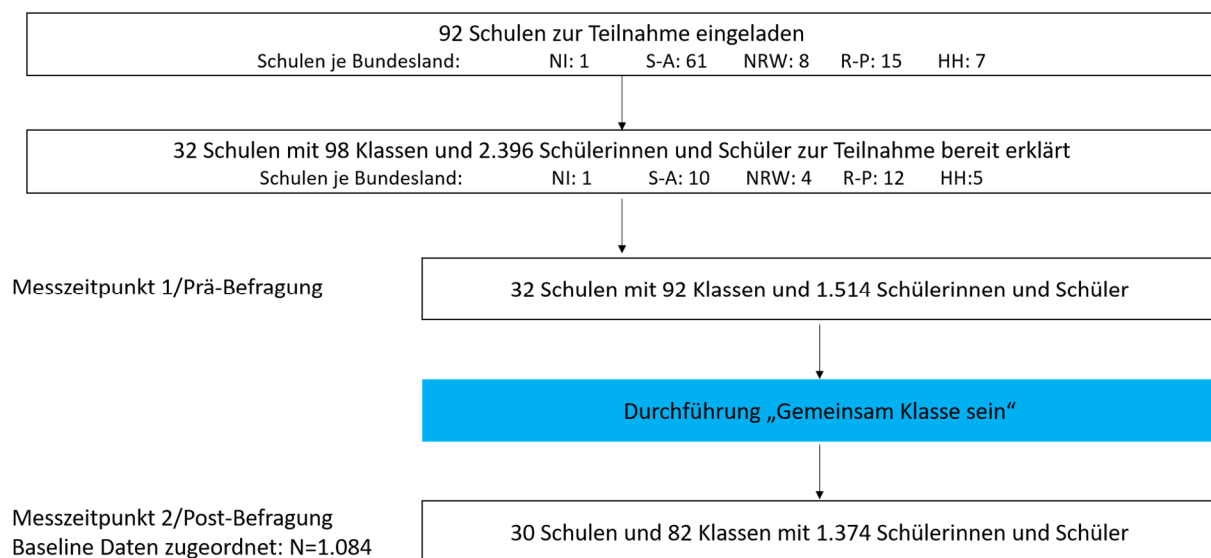 92 Schulen zur Teilnahme eingeladen
Schulen je Bundesland: NI: 1 S-A: 61 NRW: 8 R-P: 15 HH: 7
32 Schulen mit 98 Klassen und 2.396 Schülerinnen und Schüler zur Teilnahme bereit erklärt
Schulen je Bundesland: NI: 1 S-A: 10 NRW: 4 R-P: 12 HH:5
Messzeitpunkt 1/Prä-Befragung
32 Schulen mit 92 Klassen und 1.514 Schülerinnen und Schüler
Durchführung „Gemeinsam Klasse sein“
Messzeitpunkt 2/Post-Befragung
Baseline Daten zugeordnet: N=1.084
30 Schulen und 82 Klassen mit 1.374 Schülerinnen und Schüler